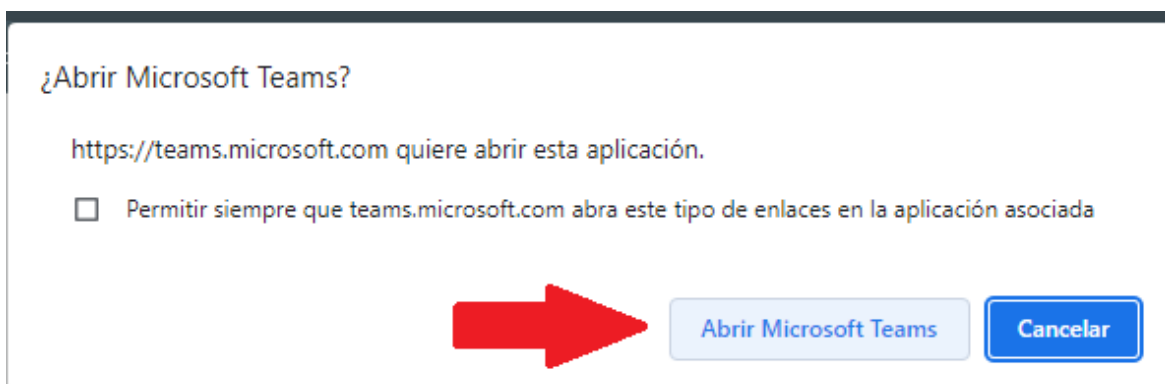 ¿Abrir Microsoft Teams?
https://teams.microsoft.com quiere abrir esta aplicación.
Permitir siempre que teams.microsoft.com abra este tipo de enlaces en la aplicación asociada
Abrir Microsoft Teams
Cancelar